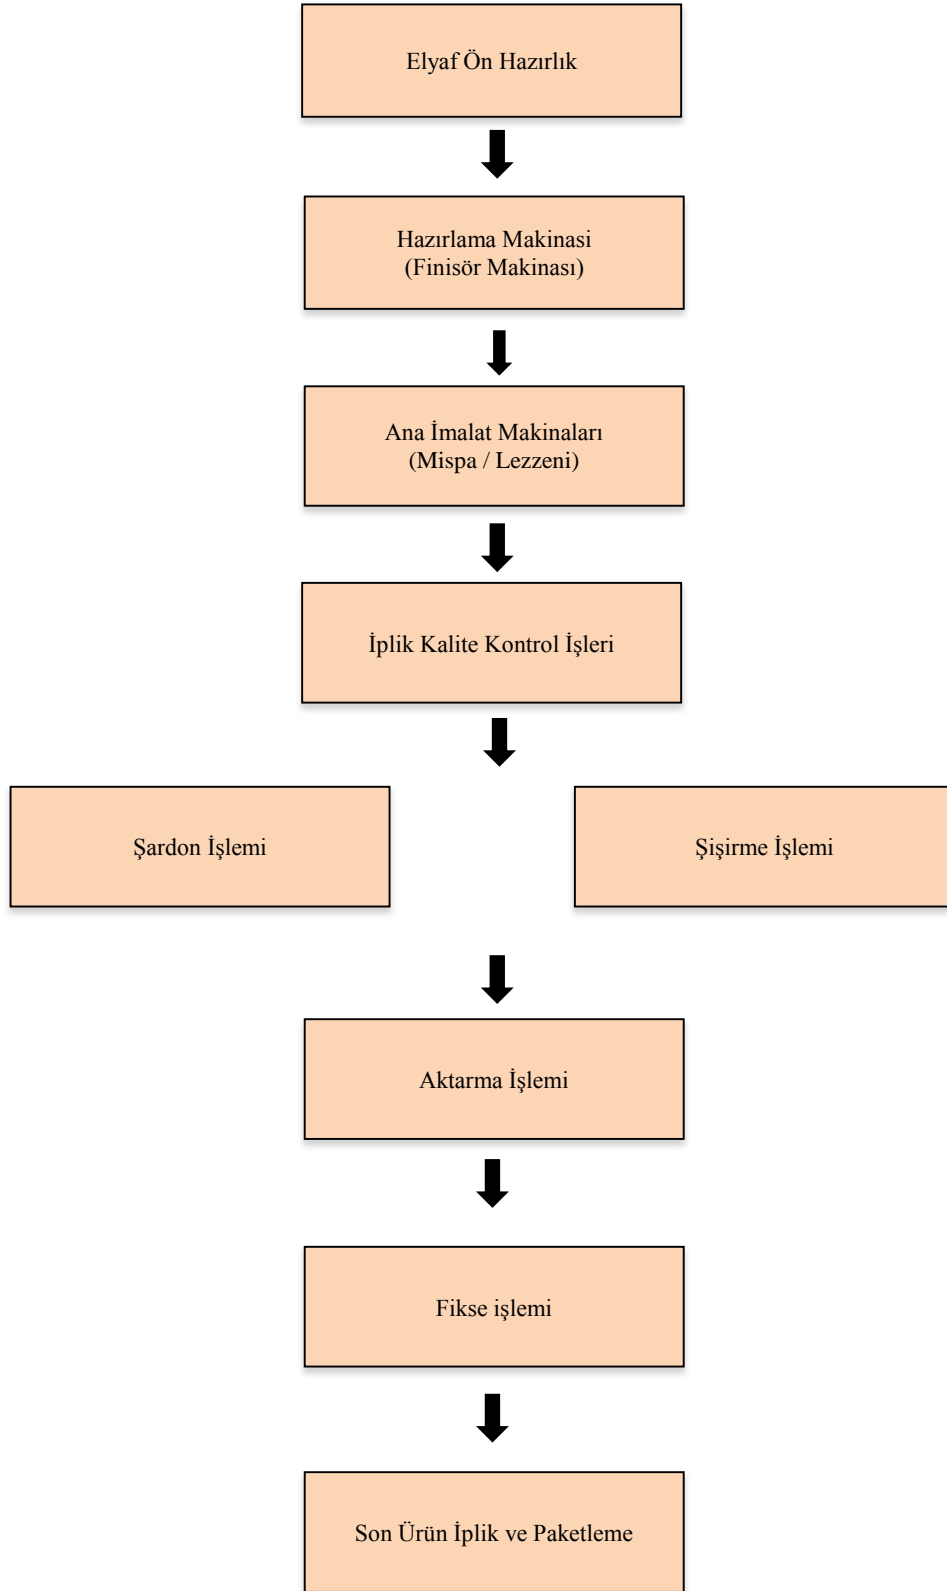 Elyaf Ön Hazırlık
Hazırlama Makinasi
(Finisör Makinası)
Ana İmalat Makinaları
(Mispa / Lezzeni)
İplik Kalite Kontrol İşleri
Şardon İşlemi
Şişirme İşlemi
Aktarma İşlemi
Fikse işlemi
Son Ürün İplik ve Paketleme